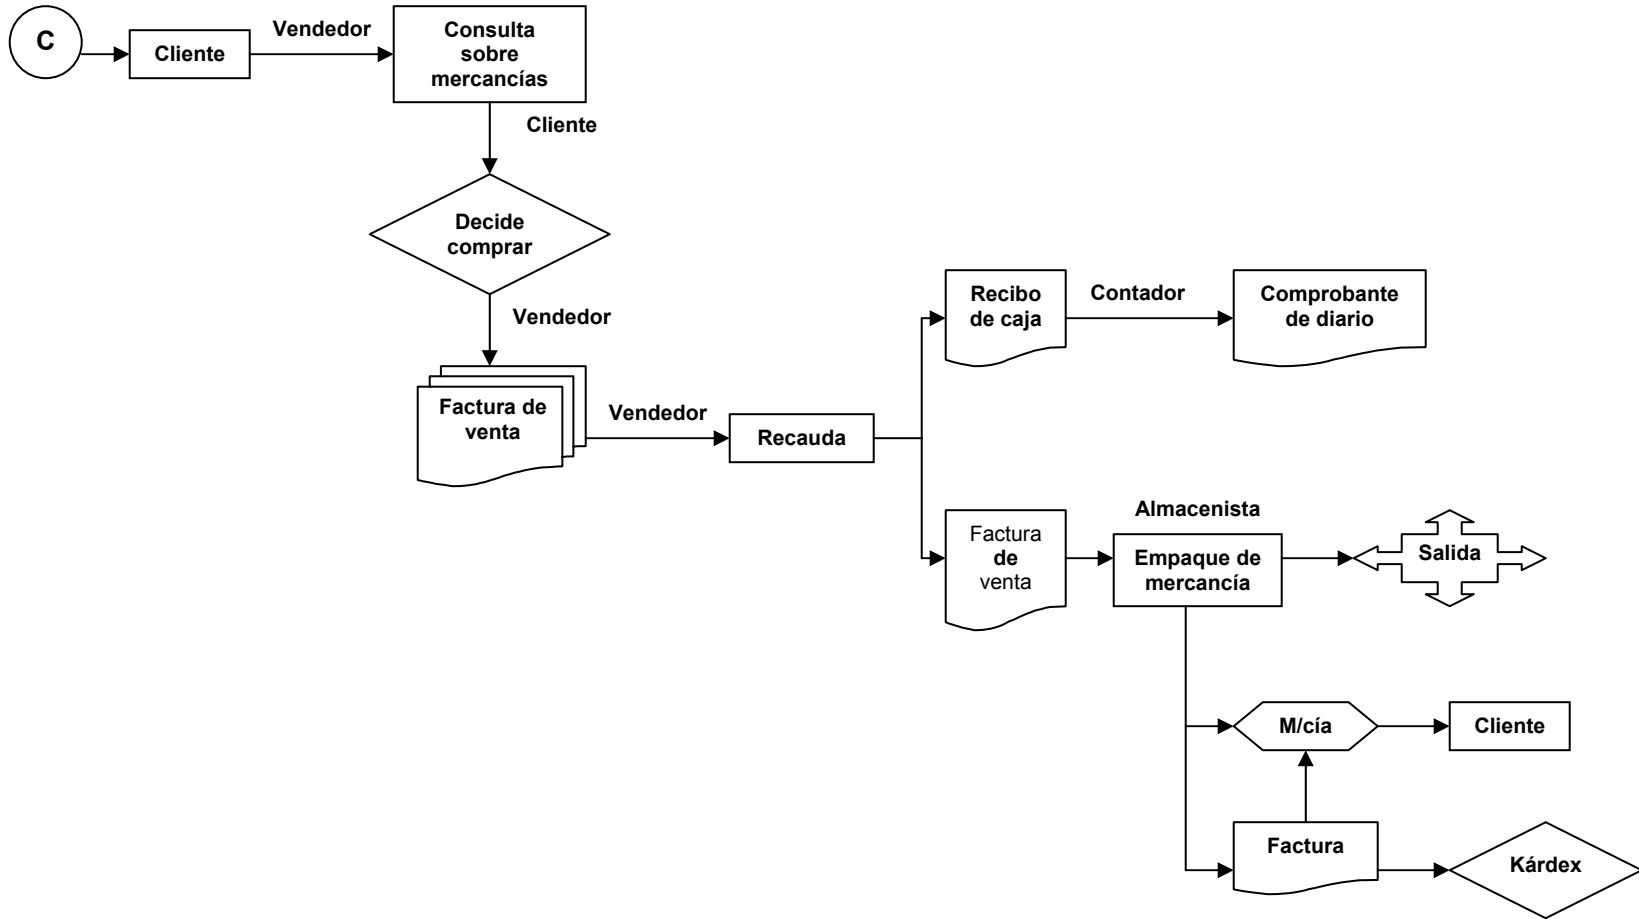 C
Cliente
Vendedor
Consulta
sobre
mercancías
Cliente
Decide
comprar
Vendedor
Factura de
venta
Vendedor
Recauda
Recibo
de caja
Contador
Comprobante
de diario
Factura
de
venta
Almacenista
Empaque de
mercancía
Salida
M/cía
Cliente
Factura
Kárdex